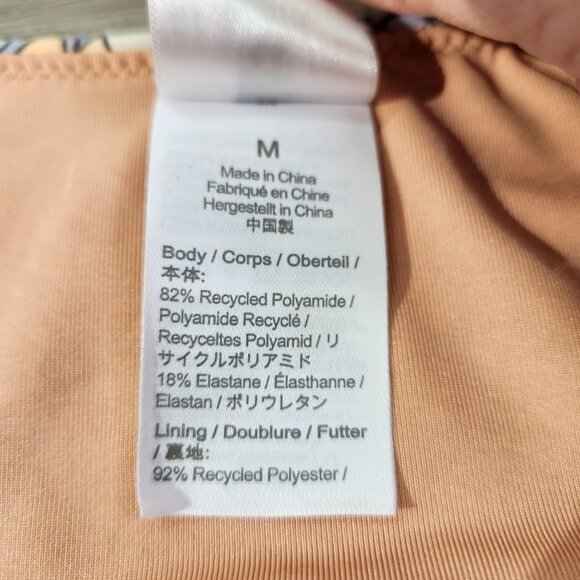 M
Made in China
Fabriqué en Chine
Hergestellt in China
中国製
Body / Corps / Oberteil /
本体:
82% Recycled Polyamide /
Polyamide Recyclé /
Recyceltes Polyamid / リ
サイクルポリアミド
18% Elastane / Élasthanne /
Elastan / ポリウレタン
Lining / Doublure / Futter
/ 裏地:
92% Recycled Polyester /